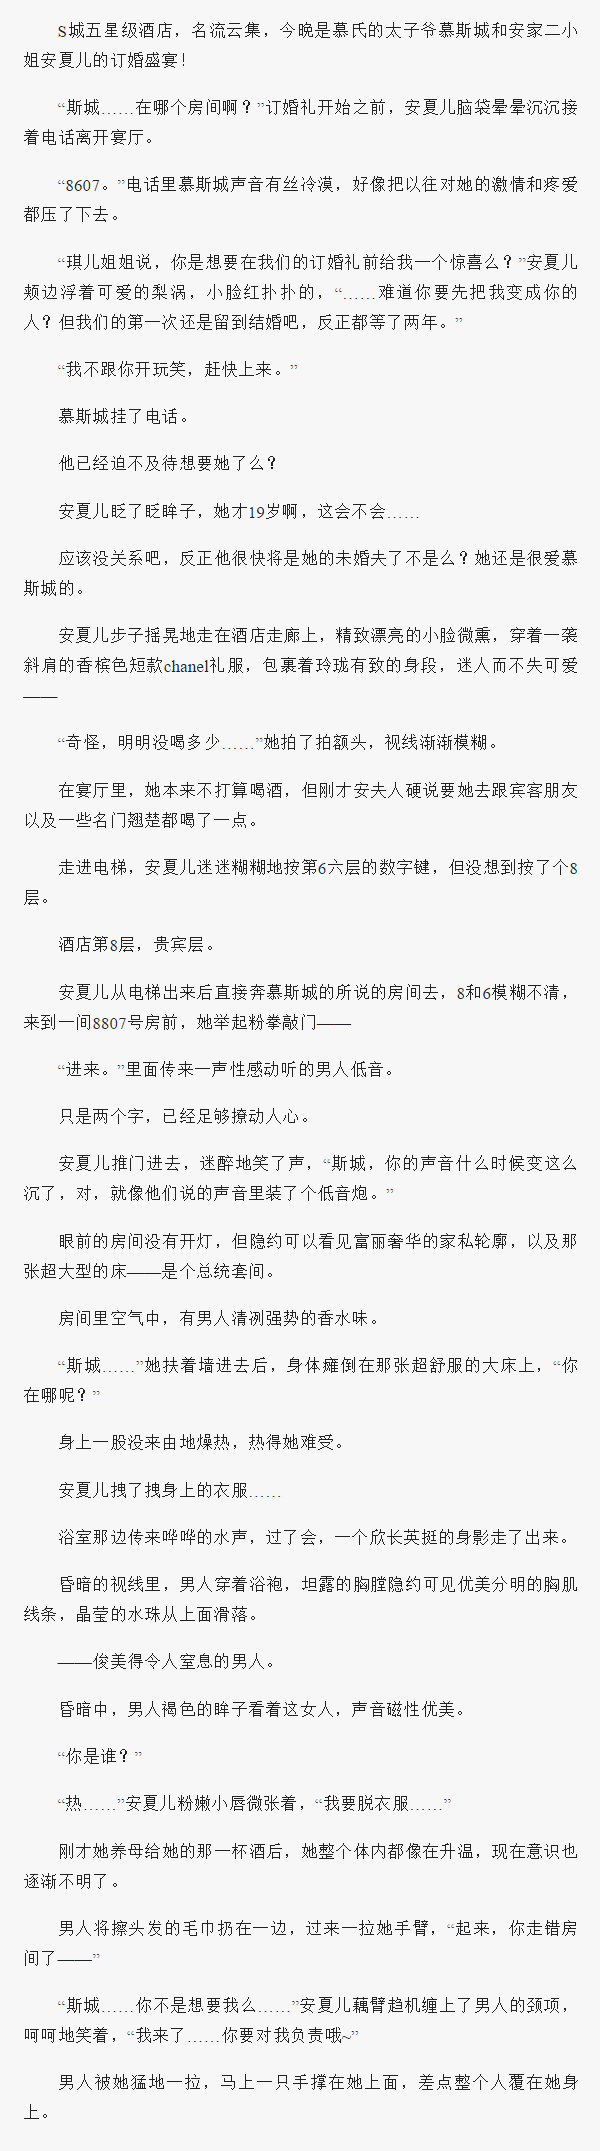 S城五星级酒店，名流云集，今晚是慕氏的太子爷慕斯城和安家二小
姐安夏儿的订婚盛宴！
“斯城……在哪个房间啊？”订婚礼开始之前，安夏儿脑袋晕晕沉沉接
着电话离开宴厅。
“8607。”电话里慕斯城声音有丝冷漠，好像把以往对她的激情和疼爱
都压了下去。
“琪儿姐姐说，你是想要在我们的订婚礼前给我一个惊喜么？”安夏儿
颊边浮着可爱的梨涡，小脸红扑扑的，“……难道你要先把我变成你的
人？但我们的第一次还是留到结婚吧，反正都等了两年。”
“我不跟你开玩笑，赶快上来。”
慕斯城挂了电话。
他已经迫不及待想要她了么？
安夏儿眨了眨眸子，她才19岁啊，这会不会……
应该没关系吧，反正他很快将是她的未婚夫了不是么？她还是很爱慕
斯城的。
安夏儿步子摇晃地走在酒店走廊上，精致漂亮的小脸微熏，穿着一袭
斜肩的香槟色短款chanel礼服，包裹着玲珑有致的身段，迷人而不失可爱
——
“奇怪，明明没喝多少……”她拍了拍额头，视线渐渐模糊。
在宴厅里，她本来不打算喝酒，但刚才安夫人硬说要她去跟宾客朋友
以及一些名门翘楚都喝了一点。
走进电梯，安夏儿迷迷糊糊地按第6六层的数字键，但没想到按了个8
层。
酒店第8层，贵宾层。
安夏儿从电梯出来后直接奔慕斯城的所说的房间去，8和6模糊不清，
来到一间8807号房前，她举起粉拳敲门——
“进来。”里面传来一声性感动听的男人低音。
只是两个字，已经足够撩动人心。
安夏儿推门进去，迷醉地笑了声，“斯城，你的声音什么时候变这么
沉了，对，就像他们说的声音里装了个低音炮。”
眼前的房间没有开灯，但隐约可以看见富丽奢华的家私轮廓，以及那
张超大型的床——是个总统套间。
房间里空气中，有男人清冽强势的香水味。
“斯城……”她扶着墙进去后，身体瘫倒在那张超舒服的大床上，“你
在哪呢？”
身上一股没来由地燥热，热得她难受。
安夏儿拽了拽身上的衣服……
浴室那边传来哗哗的水声，过了会，一个欣长英挺的身影走了出来。
昏暗的视线里，男人穿着浴袍，坦露的胸膛隐约可见优美分明的胸肌
线条，晶莹的水珠从上面滑落。
——俊美得令人窒息的男人。
昏暗中，男人褐色的眸子看着这女人，声音磁性优美。
“你是谁？”
“热……”安夏儿粉嫩小唇微张着，“我要脱衣服……”
刚才她养母给她的那一杯酒后，她整个体内都像在升温，现在意识也
逐渐不明了。
男人将擦头发的毛巾扔在一边，过来一拉她手臂，“起来，你走错房
间了——”
“斯城……你不是想要我么……”安夏儿藕臂趁机缠上了男人的颈项，
呵呵地笑着，“我来了……你要对我负责哦~”
男人被她猛地一拉，马上一只手撑在她上面，差点整个人覆在她身
上。